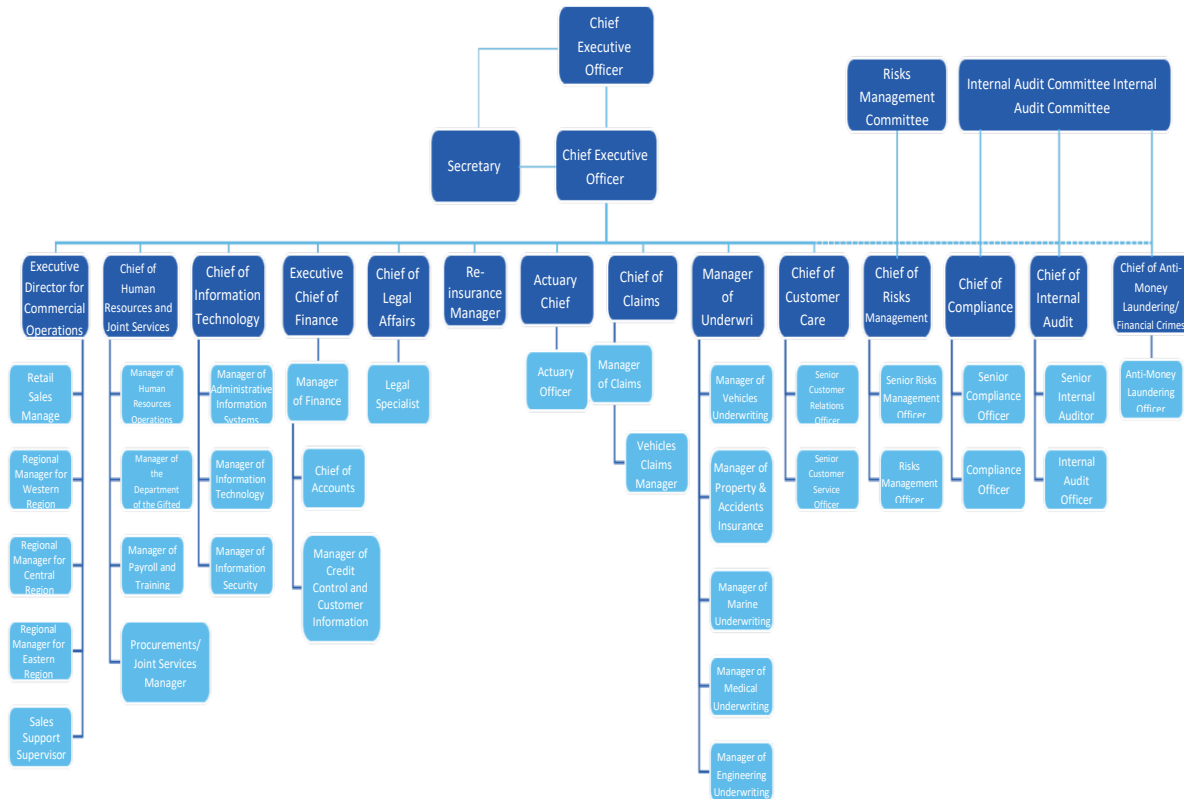 Chief
Executive
Officer
Risks
Management
Committee
Internal Audit Committee Internal
Audit Committee
Secretary
Chief Executive
Officer
Executive
Director for
Commercial
Operations
Chief of
Human
Resources and
Joint Services
Chief of
Information
Technology
Executive
Chief of
Finance
Chief of
Legal
Affairs
Re-
insurance
Manager
Actuary
Chief
Chief of
Claims
Manager
of
Underwri
Chief of
Customer
Care
Chief of
Risks
Management
Chief of
Compliance
Chief of
Internal
Audit
Chief of Anti-
Money
Laundering/
Financial Crimes
Retail
Sales
Manage
Manager of
Human
Resources
Operations
Manager of
Administrative
Information
Systems
Manager
of Finance
Legal
Specialist
Actuary
Officer
Manager
of Claims
Manager of
Vehicles
Underwriting
Senior
Customer
Relations
Officer
Senior Risks
Management
Officer
Senior
Compliance
Officer
Senior
Internal
Auditor
Anti-Money
Laundering
Officer
Regional
Manager for
Western
Region
Manager of
the
Department
of the Gifted
Manager of
Information
Technology
Chief of
Accounts
Vehicles
Claims
Manager
Manager of
Property &
Accidents
Insurance
Senior
Customer
Service
Officer
Risks
Management
Officer
Compliance
Officer
Internal
Audit
Officer
Regional
Manager for
Central
Region
Manager of
Payroll and
Training
Manager of
Information
Security
Manager of
Credit
Control and
Customer
Information
Manager of
Marine
Underwriting
Regional
Manager for
Eastern
Region
Procurements/
Joint Services
Manager
Manager of
Medical
Underwriting
Sales
Support
Supervisor
Manager of
Engineering
Underwriting